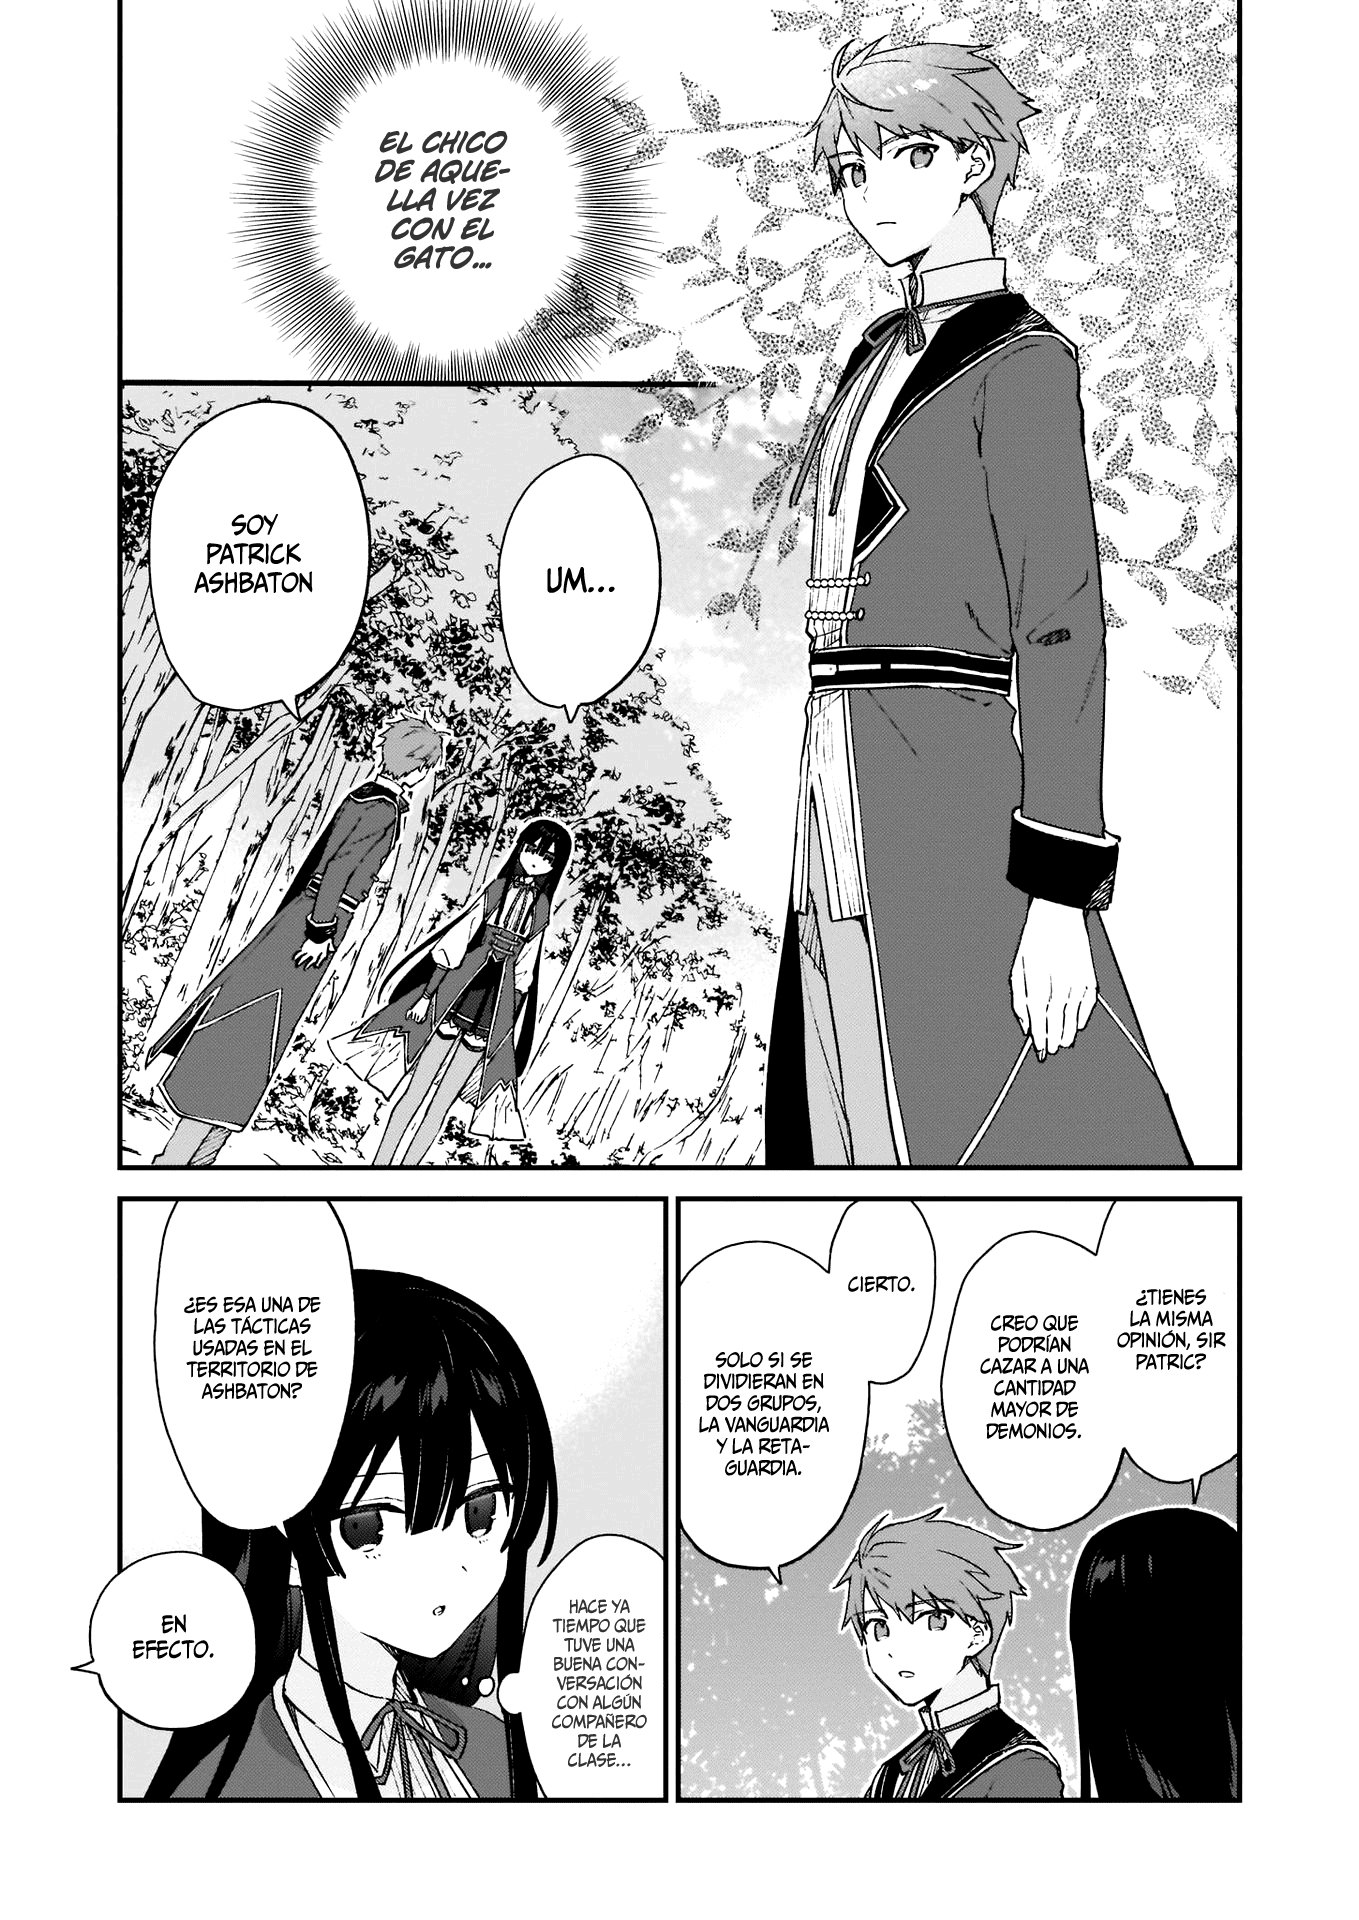 EL CHICO
DE AQUE-
LLA VEZ
CON EL
GATO...
UM...
SOY
PATRICK
ASHBATON
¿TIENES
LA MISMA
OPINIÓN, SIR
PATRIC?
CREO QUE
PODRÍAN
CAZAR A UNA
CANTIDAD
MAYOR DE
DEMONIOS.
CIERTO.
SOLO SI SE
DIVIDIERAN EN
DOS GRUPOS,
LA VANGUARDIA
Y LA RETA-
GUARDIA.
¿ES ESA UNA DE
LAS TÁCTICAS
USADAS EN EL
TERRITORIO DE
ASHBATON?
HACE YA
TIEMPO QUE
TUVE UNA
BUENA CON-
VERSACIÓN
CON ALGÚN
COMPAÑERO
DE LA
CLASE...
EN
EFECTO.